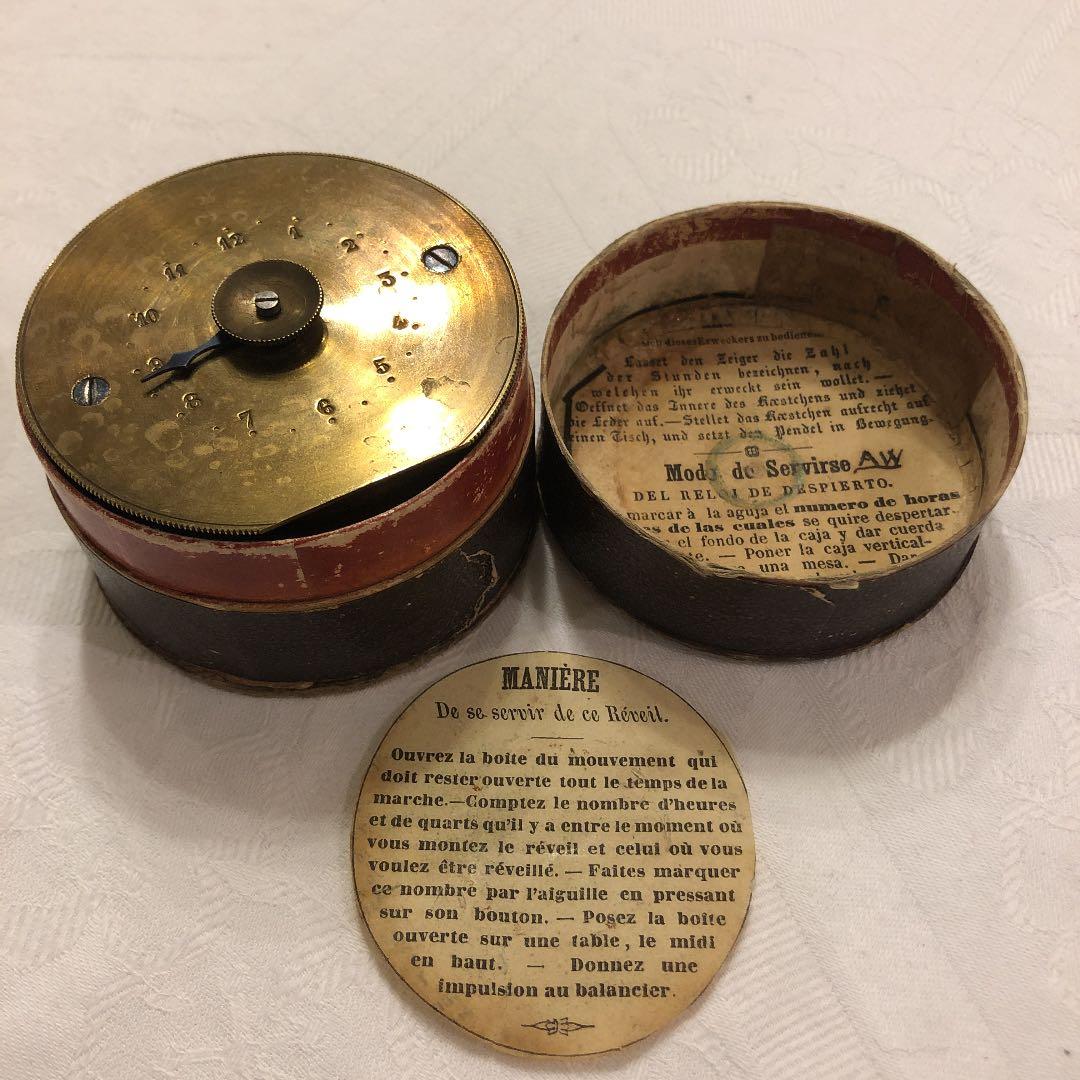 12
1
2
3
4
5
6
7
8
9
10
11
dieses Erweckers zu bediene
Lasset den Zeiger die Zahl
der Stunden bezeichnen, nach
welchen ihr erweckt sein wollet. —
Oeffnet das Innere des Kæstchens und ziehet
die Feder auf. — Stellet das Kæstchen aufrecht auf
einen Tisch, und setzt den Pendel in Bewegung-
Modo de Servirse AW
DEL RELOJ DE DESPIERTO.
marcar à la aguja el numero de horas
s de las cuales se quire despertar.
el fondo de la caja y dar cuerda
te. — Poner la caja vertical-
una mesa. — Dar
MANIÈRE
De se servir de ce Réveil.
Ouvrez la boîte du mouvement qui
doit rester ouverte tout le temps de la
marche.—Comptez le nombre d'heures
et de quarts qu'il y a entre le moment où
vous montez le réveil et celui où vous
voulez être réveillé. — Faites marquer
ce nombre par l'aiguille en pressant
sur son bouton. — Posez la boîte
ouverte sur une table, le midi
en haut. — Donnez une
impulsion au balancier.